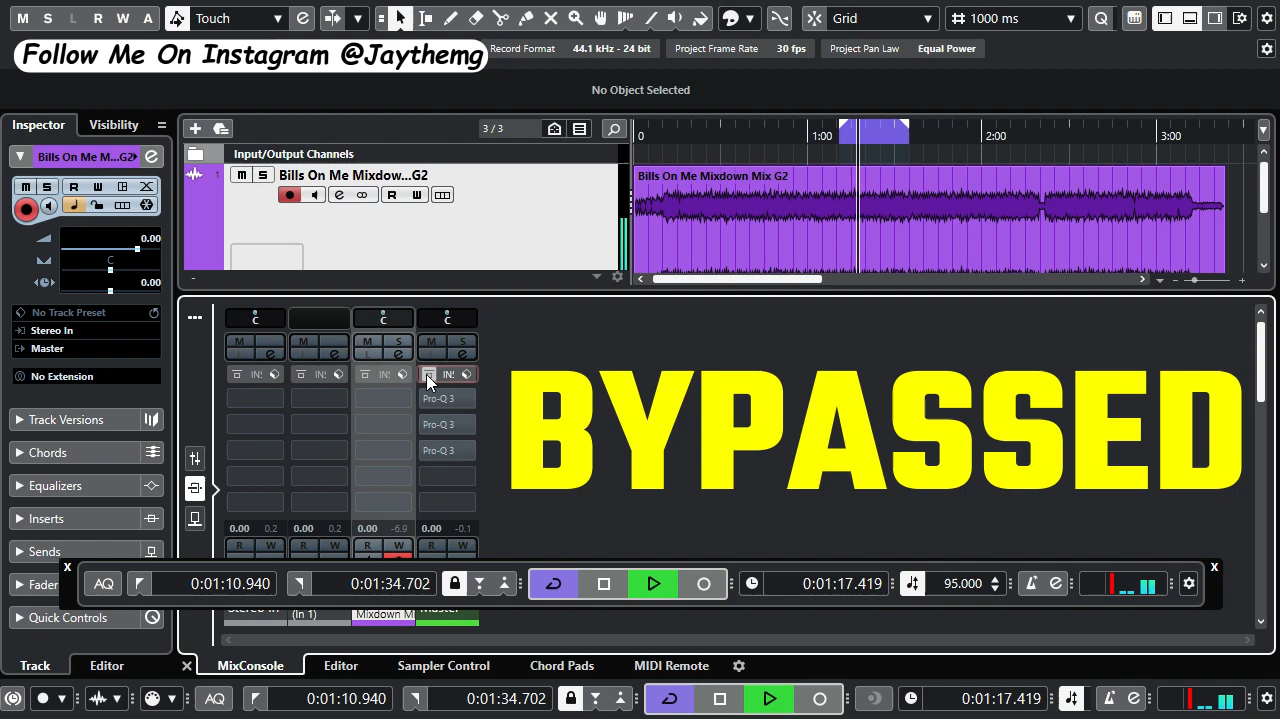 M S L R W A Touch Grid 1000 ms
Follow Me On Instagram @Jaythemg
Record Format 44.1 kHz - 24 bit Project Frame Rate 30 fps Project Pan Law Equal Power
No Object Selected
Inspector Visibility
3 / 3
0 1:00 2:00 3:00
Bills On Me M...G2
Input/Output Channels
1 M S Bills On Me Mixdow...G2
Bills On Me Mixdown Mix G2
M S R W
R W
0.00
C
0.00
No Track Preset
Stereo In
Master
No Extension
Track Versions
Chords
Equalizers
Inserts
Sends
Fader
Quick Controls
C C C
M M M S M S
L
Pro-Q 3
Pro-Q 3
Pro-Q 3
BYPASSED
0.00 0.2 0.00 0.2 0.00 -6.9 0.00 -0.1
R W R W R W R W
X AQ 0:01:10.940 0:01:34.702 0:01:17.419 95.000 X
Stereo In (In 1) Mixdown M Master
Track Editor MixConsole Editor Sampler Control Chord Pads MIDI Remote
AQ 0:01:10.940 0:01:34.702 0:01:17.419